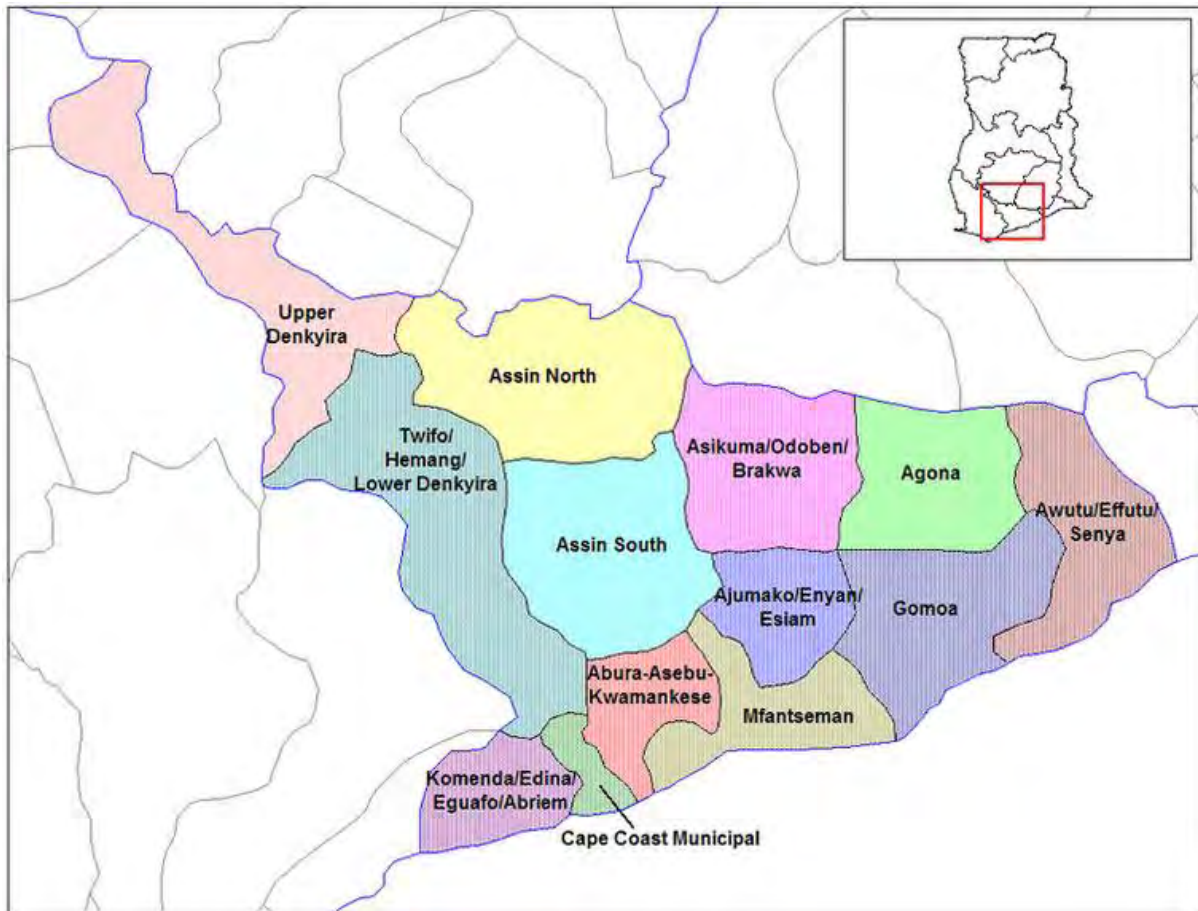 Upper
Denkyira
Assin North
Twifo/
Hemang/
Lower Denkyira
Asikuma/Odoben/
Brakwa
Agona
Awutu/Effutu/
Senya
Assin South
Ajumako/Enyan/
Esiam
Gomoa
Abura-Asebu-
Kwamankese
Mfantseman
Komenda/Edina/
Eguafo/Abriem
Cape Coast Municipal